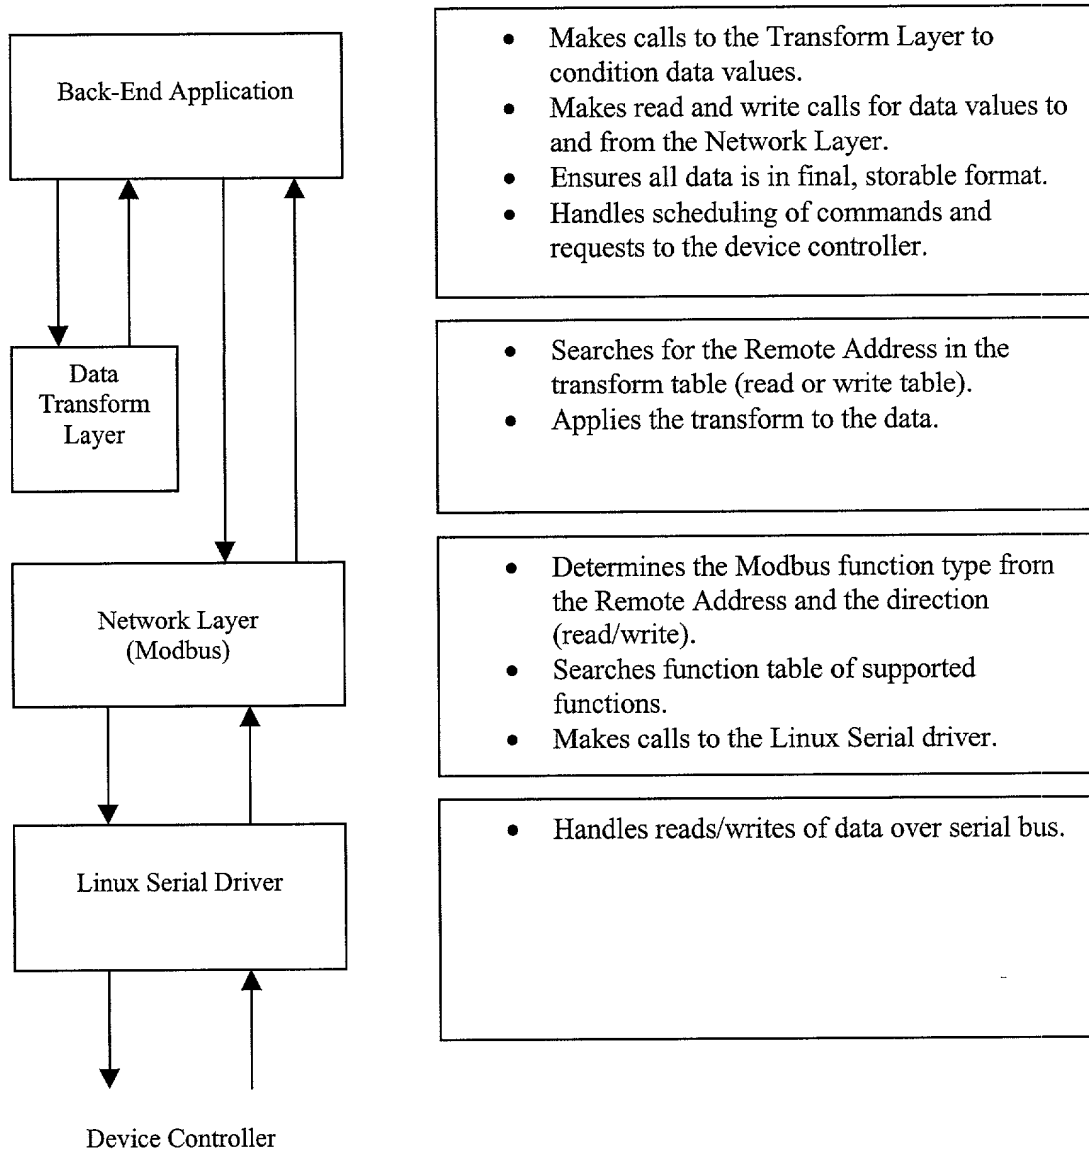 Back-End Application
• Makes calls to the Transform Layer to
condition data values.
• Makes read and write calls for data values to
and from the Network Layer.
• Ensures all data is in final, storable format.
• Handles scheduling of commands and
requests to the device controller.
Data
Transform
Layer
• Searches for the Remote Address in the
transform table (read or write table).
• Applies the transform to the data.
Network Layer
(Modbus)
• Determines the Modbus function type from
the Remote Address and the direction
(read/write).
• Searches function table of supported
functions.
• Makes calls to the Linux Serial driver.
Linux Serial Driver
• Handles reads/writes of data over serial bus.
Device Controller